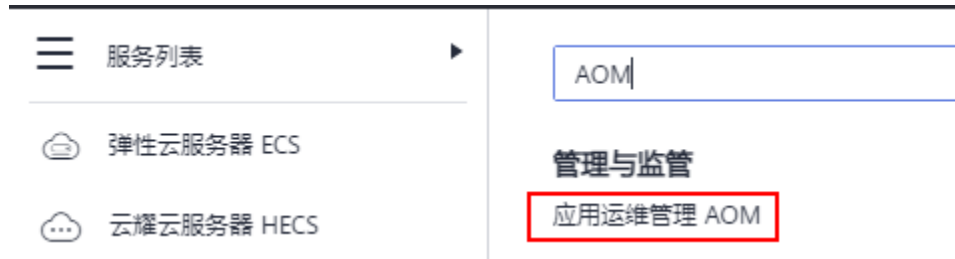 服务列表
弹性云服务器 ECS
云耀云服务器 HECS
AOM
管理与监管
应用运维管理 AOM